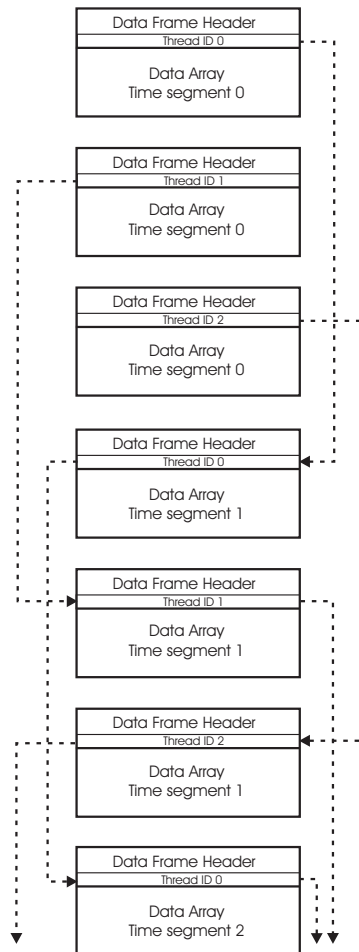 Data Frame Header
Thread ID 0
Data Array
Time segment 0
Data Frame Header
Thread ID 1
Data Array
Time segment 0
Data Frame Header
Thread ID 2
Data Array
Time segment 0
Data Frame Header
Thread ID 0
Data Array
Time segment 1
Data Frame Header
Thread ID 1
Data Array
Time segment 1
Data Frame Header
Thread ID 2
Data Array
Time segment 1
Data Frame Header
Thread ID 0
Data Array
Time segment 2